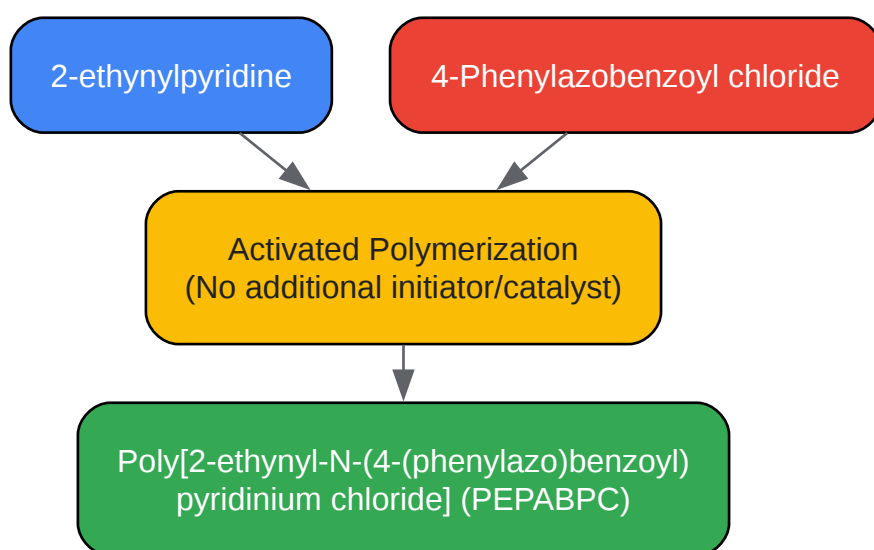 2-ethynylpyridine
4-Phenylazobenzoyl chloride
Activated Polymerization
(No additional initiator/catalyst)
Poly[2-ethynyl-N-(4-(phenylazo)benzoyl)
pyridinium chloride] (PEPABPC)